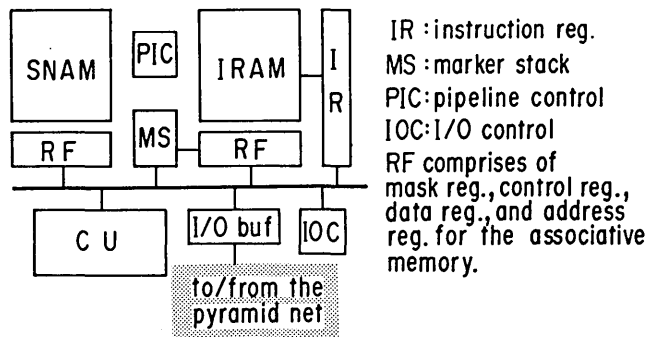 SNAM
PIC
IRAM
I
R
RF
MS
RF
CU
I/O buf
IOC
to/from the
pyramid net
IR : instruction reg.
MS : marker stack
PIC: pipeline control
IOC: I/O control
RF comprises of
mask reg., control reg.,
data reg., and address
reg. for the associative
memory.